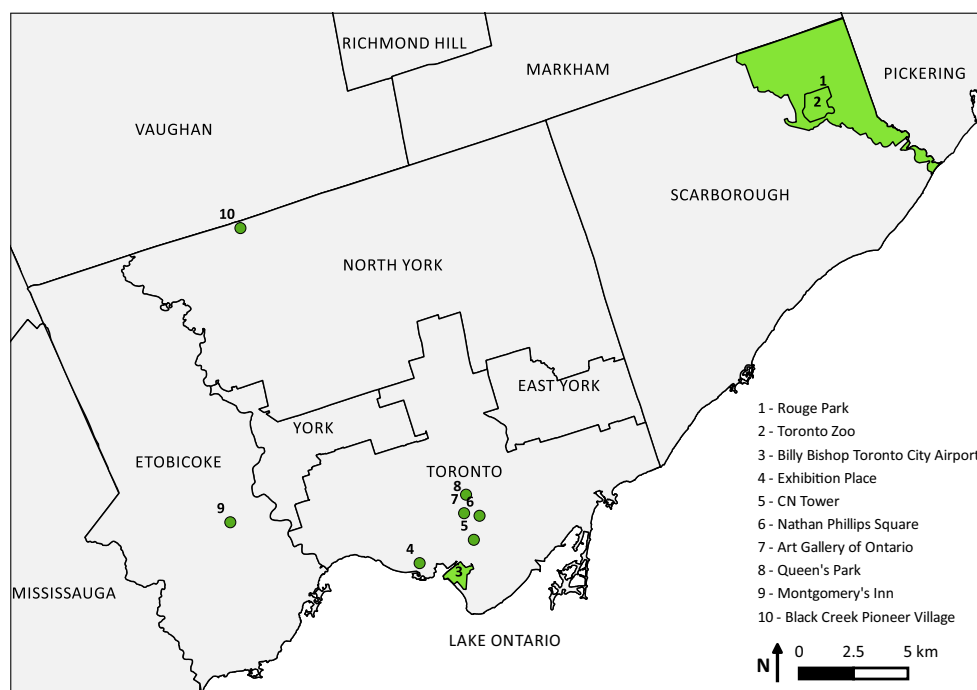 RICHMOND HILL
MARKHAM
PICKERING
VAUGHAN
1
2
SCARBOROUGH
10
NORTH YORK
EAST YORK
YORK
ETOBICOKE
TORONTO
8
7
6
5
9
4
3
MISSISSAUGA
LAKE ONTARIO
1 - Rouge Park
2 - Toronto Zoo
3 - Billy Bishop Toronto City Airport
4 - Exhibition Place
5 - CN Tower
6 - Nathan Phillips Square
7 - Art Gallery of Ontario
8 - Queen's Park
9 - Montgomery's Inn
10 - Black Creek Pioneer Village
N
0 2.5 5 km